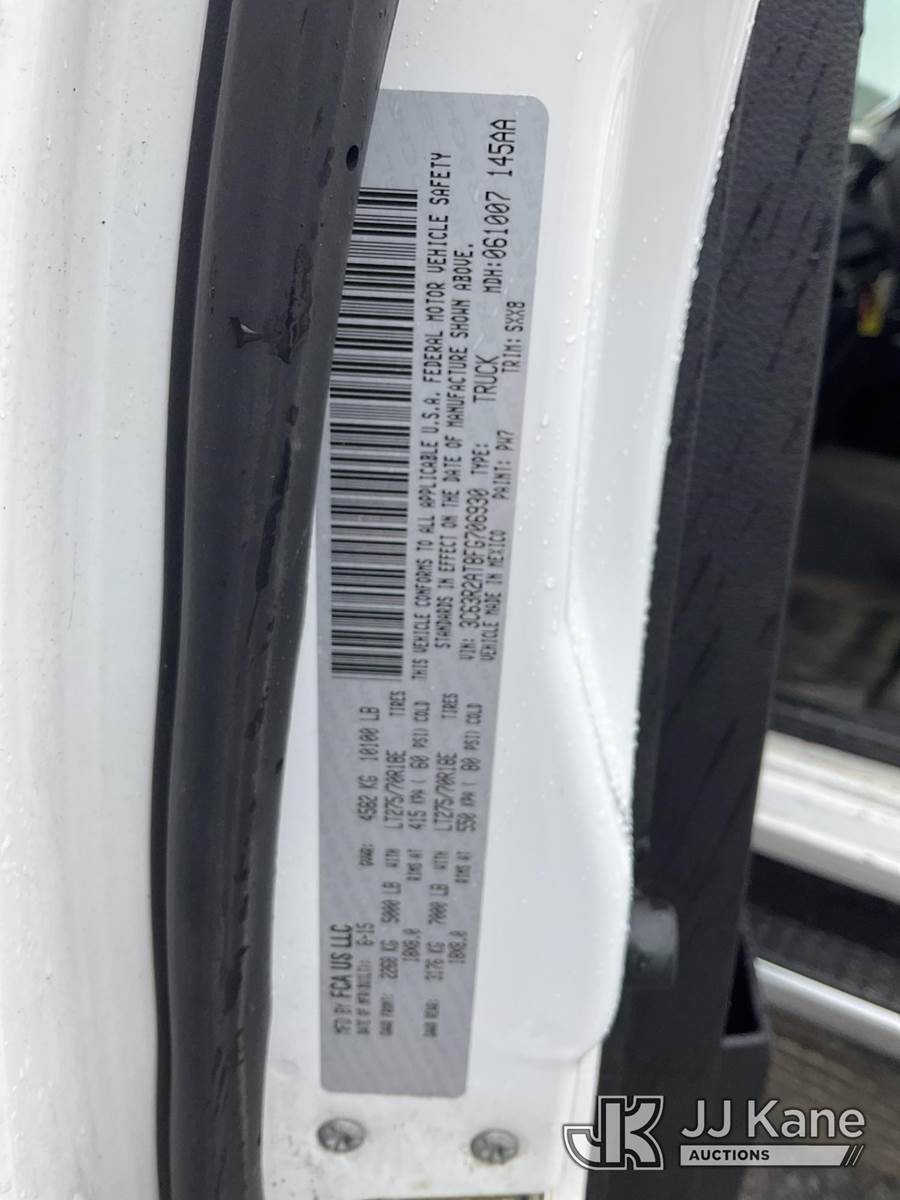 MFD BY FCA US LLC
DATE OF MFR(BUILT): 6-15 GVWR: 4582 KG 10100 LB
GAWR FRONT: 2268 KG 5000 LB WITH LT275/70R18E TIRES
18X8.0 RIMS AT 415 KPA ( 60 PSI) COLD
GAWR REAR: 3176 KG 7000 LB WITH LT275/70R18E TIRES
18X8.0 RIMS AT 550 KPA ( 80 PSI) COLD
THIS VEHICLE CONFORMS TO ALL APPLICABLE U.S.A. FEDERAL MOTOR VEHICLE SAFETY
STANDARDS IN EFFECT ON THE DATE OF MANUFACTURE SHOWN ABOVE.
VIN: 3C63R2AT8FG706930 TYPE: TRUCK MDH:061007 145AA
VEHICLE MADE IN MEXICO PAINT: PW7 TRIM: SXX8
JK JJ Kane
AUCTIONS